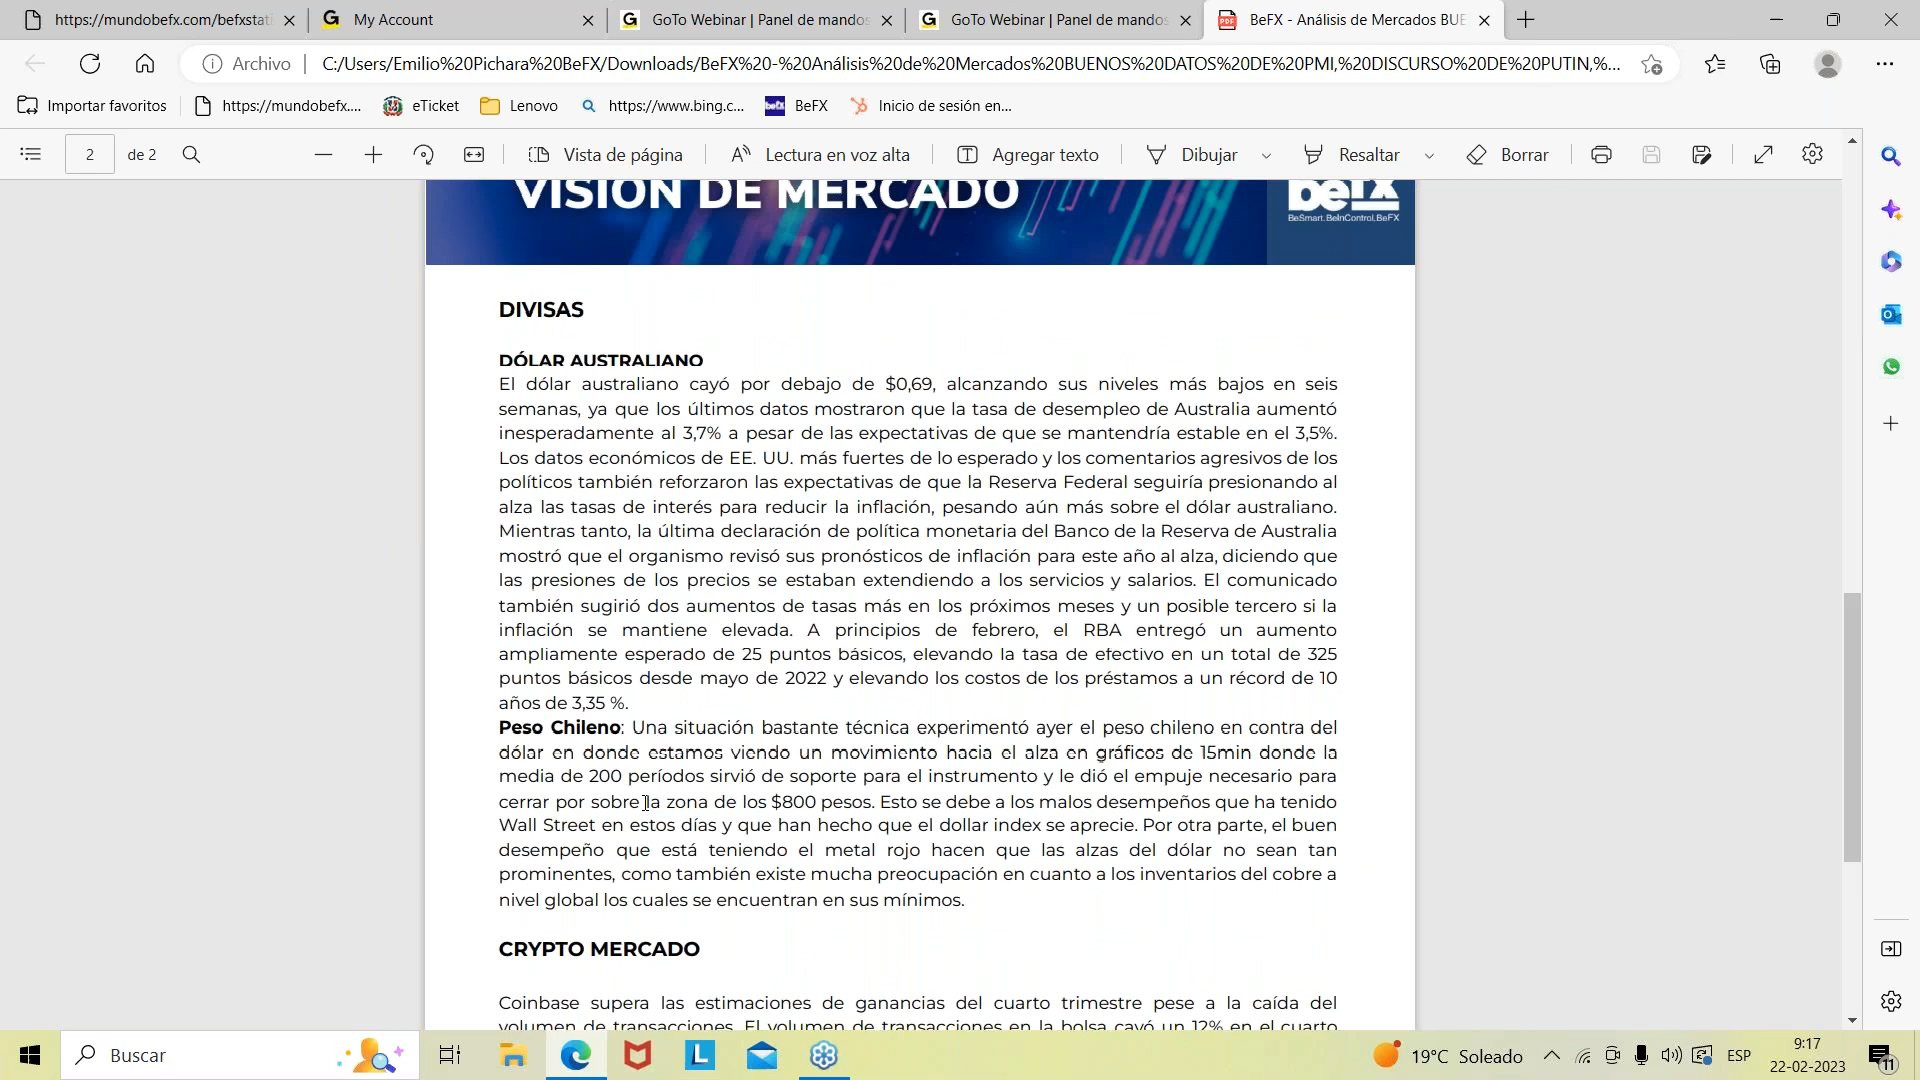 https://mundobefx.com/befxstati
My Account
GoTo Webinar | Panel de mandos
GoTo Webinar | Panel de mandos
BeFX - Análisis de Mercados BUE
Archivo
C:/Users/Emilio%20Pichara%20BeFX/Downloads/BeFX%20-%20Análisis%20de%20Mercados%20BUENOS%20DATOS%20DE%20PMI,%20DISCURSO%20DE%20PUTIN,%...
Importar favoritos
https://mundobefx....
eTicket
Lenovo
https://www.bing.c...
BeFX
Inicio de sesión en...
2
de 2
Vista de página
Lectura en voz alta
Agregar texto
Dibujar
Resaltar
Borrar
VISIÓN DE MERCADO
befx
BeSmart.BeInControl.BeFX
DIVISAS
DÓLAR AUSTRALIANO
El dólar australiano cayó por debajo de $0,69, alcanzando sus niveles más bajos en seis
semanas, ya que los últimos datos mostraron que la tasa de desempleo de Australia aumentó
inesperadamente al 3,7% a pesar de las expectativas de que se mantendría estable en el 3,5%.
Los datos económicos de EE. UU. más fuertes de lo esperado y los comentarios agresivos de los
políticos también reforzaron las expectativas de que la Reserva Federal seguiría presionando al
alza las tasas de interés para reducir la inflación, pesando aún más sobre el dólar australiano.
Mientras tanto, la última declaración de política monetaria del Banco de la Reserva de Australia
mostró que el organismo revisó sus pronósticos de inflación para este año al alza, diciendo que
las presiones de los precios se estaban extendiendo a los servicios y salarios. El comunicado
también sugirió dos aumentos de tasas más en los próximos meses y un posible tercero si la
inflación se mantiene elevada. A principios de febrero, el RBA entregó un aumento
ampliamente esperado de 25 puntos básicos, elevando la tasa de efectivo en un total de 325
puntos básicos desde mayo de 2022 y elevando los costos de los préstamos a un récord de 10
años de 3,35 %.
Peso Chileno: Una situación bastante técnica experimentó ayer el peso chileno en contra del
dólar en donde estamos viendo un movimiento hacia el alza en gráficos de 15min donde la
media de 200 períodos sirvió de soporte para el instrumento y le dió el empuje necesario para
cerrar por sobre la zona de los $800 pesos. Esto se debe a los malos desempeños que ha tenido
Wall Street en estos días y que han hecho que el dollar index se aprecie. Por otra parte, el buen
desempeño que está teniendo el metal rojo hacen que las alzas del dólar no sean tan
prominentes, como también existe mucha preocupación en cuanto a los inventarios del cobre a
nivel global los cuales se encuentran en sus mínimos.
CRYPTO MERCADO
Coinbase supera las estimaciones de ganancias del cuarto trimestre pese a la caída del
volumen de transacciones. El volumen de transacciones en la bolsa cayó un 12% en el cuarto
Buscar
19°C Soleado
ESP
9:17
22-02-2023
11